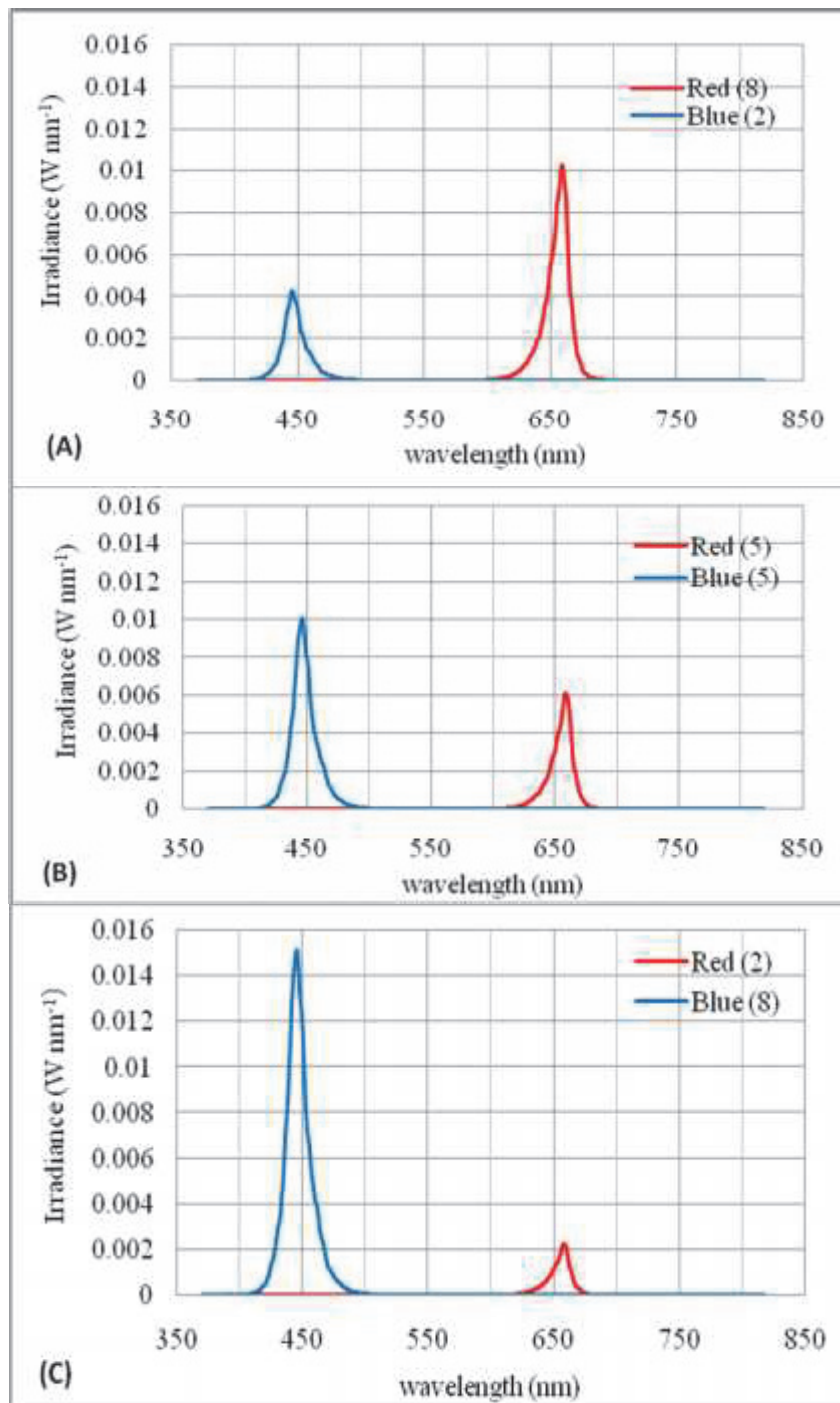 0.016
0.014
0.012
0.01
0.008
0.006
0.004
0.002
0
Irradiance (W nm⁻¹)
Red (8)
Blue (2)
350 450 550 650 750 850
wavelength (nm)
(A)
0.016
0.014
0.012
0.01
0.008
0.006
0.004
0.002
0
Irradiance (W nm⁻¹)
Red (5)
Blue (5)
350 450 550 650 750 850
wavelength (nm)
(B)
0.016
0.014
0.012
0.01
0.008
0.006
0.004
0.002
0
Irradiance (W nm⁻¹)
Red (2)
Blue (8)
350 450 550 650 750 850
wavelength (nm)
(C)